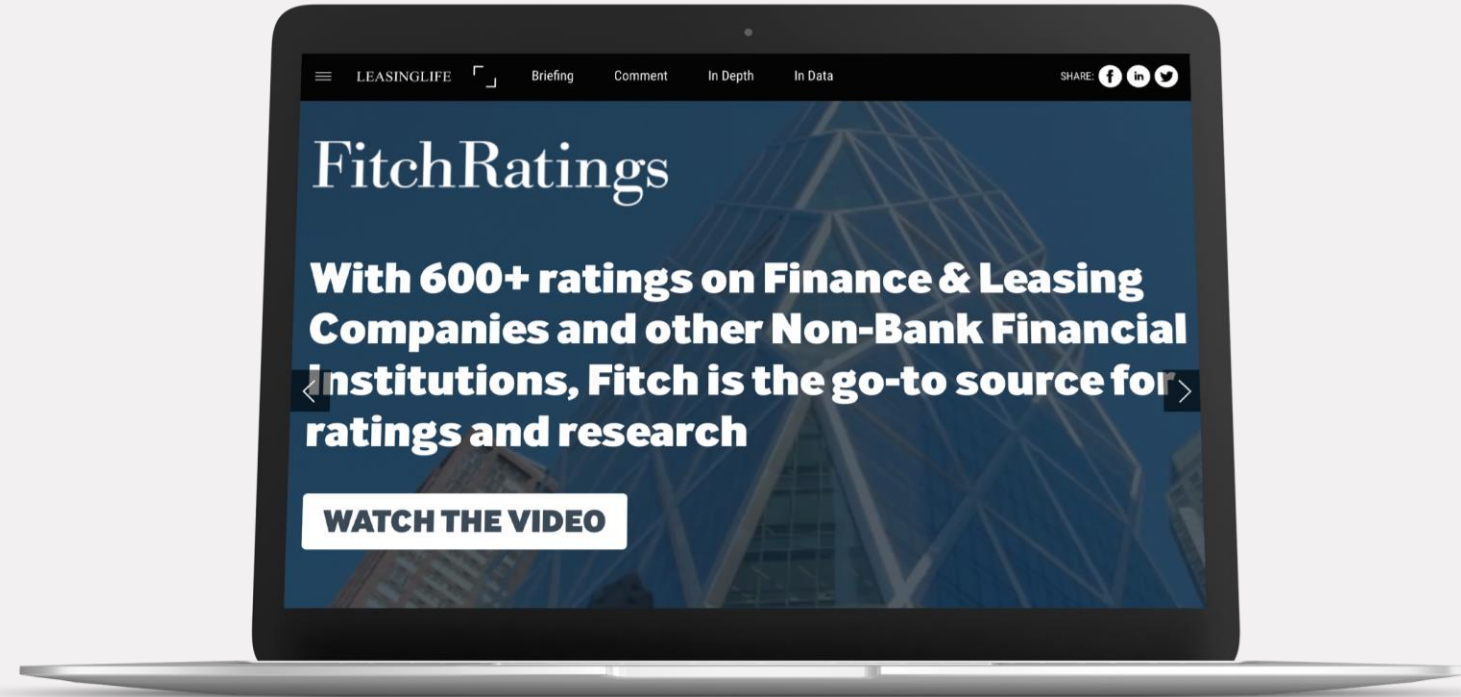 LEASINGLIFE Briefing Comment In Depth In Data SHARE:
FitchRatings
With 600+ ratings on Finance & Leasing
Companies and other Non-Bank Financial
Institutions, Fitch is the go-to source for
ratings and research
WATCH THE VIDEO